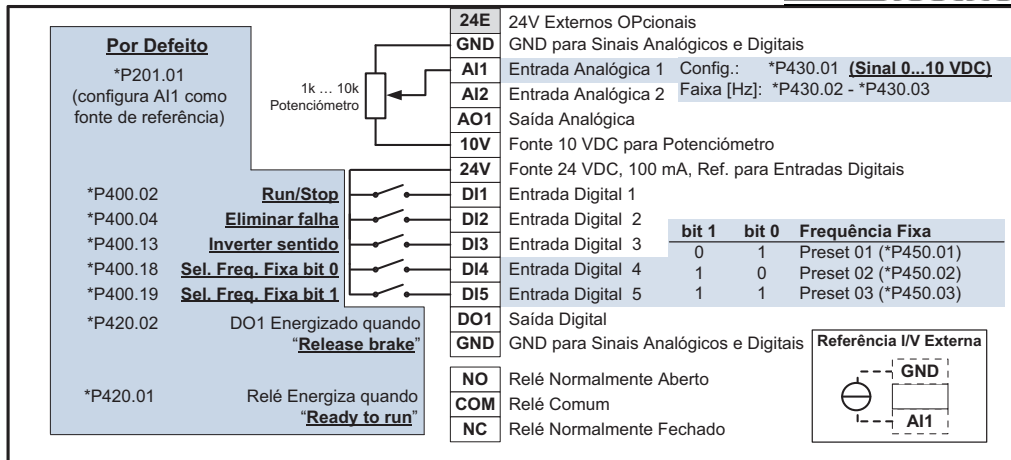 Por Defeito
*P201.01
(configura AI1 como
fonte de referência)
1k … 10k
Potenciómetro
24E 24V Externos OPcionais
GND GND para Sinais Analógicos e Digitais
AI1 Entrada Analógica 1 Config.: *P430.01 (Sinal 0...10 VDC)
AI2 Entrada Analógica 2 Faixa [Hz]: *P430.02 - *P430.03
AO1 Saída Analógica
10V Fonte 10 VDC para Potenciómetro
24V Fonte 24 VDC, 100 mA, Ref. para Entradas Digitais
*P400.02 Run/Stop DI1 Entrada Digital 1
*P400.04 Eliminar falha DI2 Entrada Digital 2
*P400.13 Inverter sentido DI3 Entrada Digital 3
*P400.18 Sel. Freq. Fixa bit 0 DI4 Entrada Digital 4
*P400.19 Sel. Freq. Fixa bit 1 DI5 Entrada Digital 5
bit 1 bit 0 Frequência Fixa
0 1 Preset 01 (*P450.01)
1 0 Preset 02 (*P450.02)
1 1 Preset 03 (*P450.03)
*P420.02 DO1 Energizado quando
“Release brake”
DO1 Saída Digital
GND GND para Sinais Analógicos e Digitais
*P420.01 Relé Energiza quando
“Ready to run”
NO Relé Normalmente Aberto
COM Relé Comum
NC Relé Normalmente Fechado
Referência I/V Externa
GND
AI1